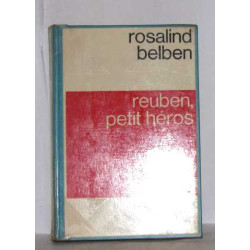 rosalind
belben
reuben,
petit héros